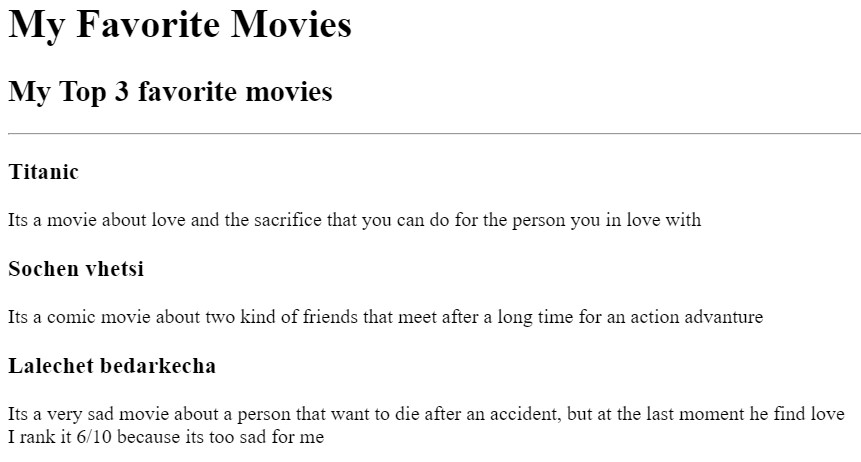 My Favorite Movies
My Top 3 favorite movies
Titanic
Its a movie about love and the sacrifice that you can do for the person you in love with
Sochen vhetsi
Its a comic movie about two kind of friends that meet after a long time for an action advanture
Lalechet bedarkecha
Its a very sad movie about a person that want to die after an accident, but at the last moment he find love
I rank it 6/10 because its too sad for me